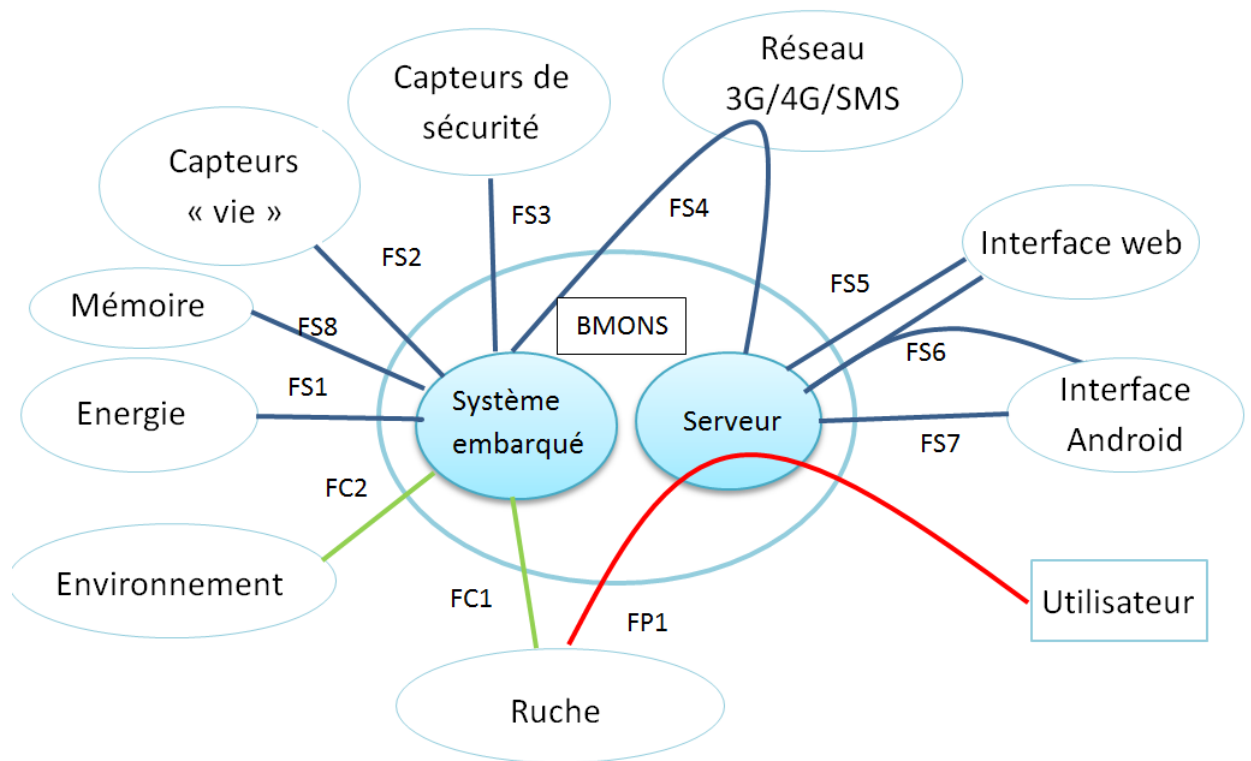 Réseau
3G/4G/SMS
Capteurs de
sécurité
Capteurs
« vie »
FS3
FS4
Interface web
FS2
FS5
Mémoire
FS8
BMONS
FS6
FS1
Energie
Système
embarqué
Serveur
Interface
Android
FS7
FC2
Environnement
FC1
FP1
Utilisateur
Ruche